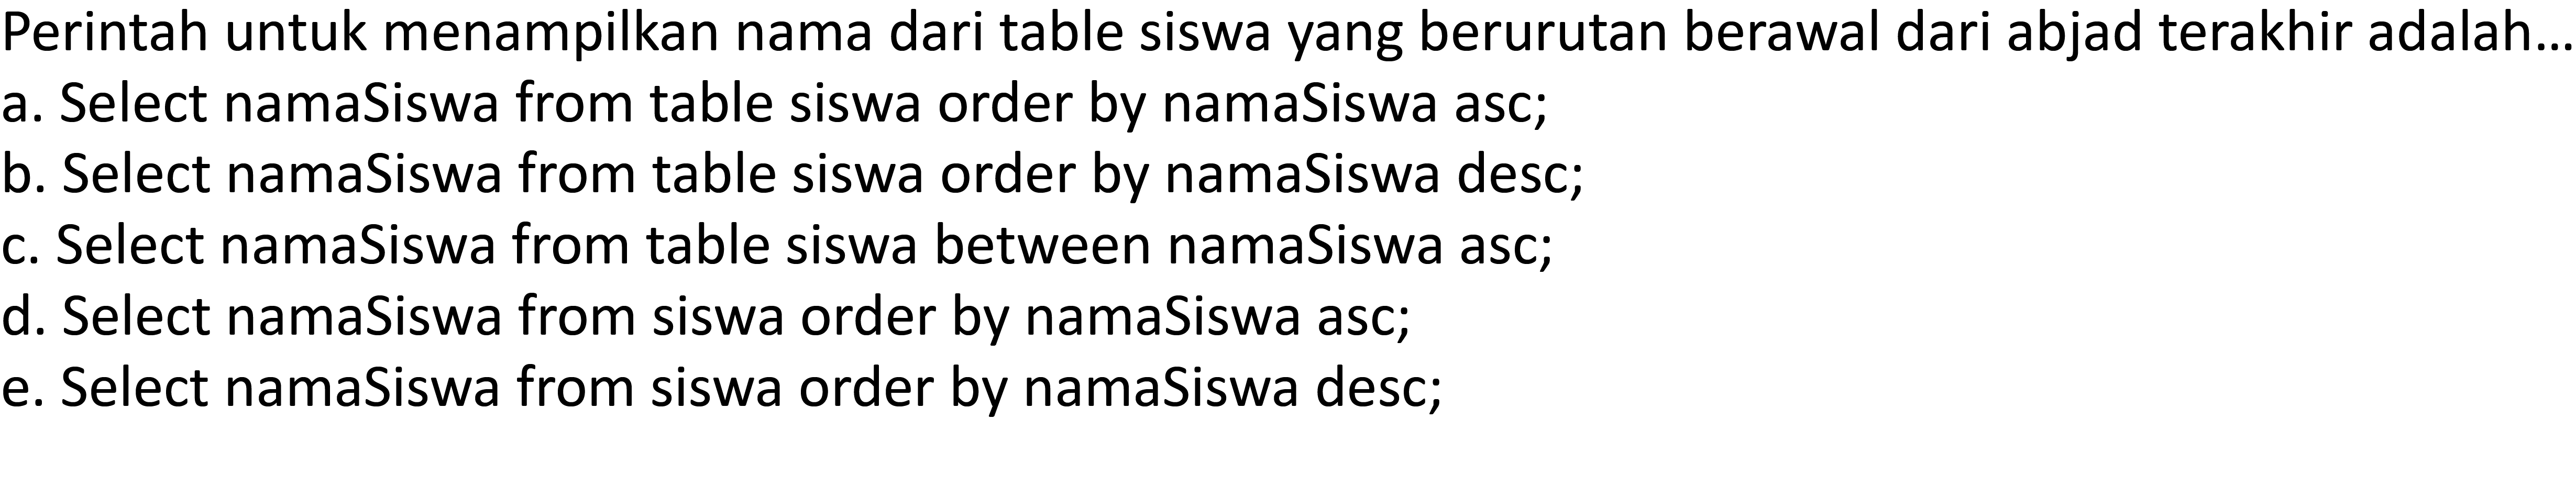 Perintah untuk menampilkan nama dari table siswa yang berurutan berawal dari abjad terakhir adalah...
a. Select namaSiswa from table siswa order by namaSiswa asc;
b. Select namaSiswa from table siswa order by namaSiswa desc;
c. Select namaSiswa from table siswa between namaSiswa asc;
d. Select namaSiswa from siswa order by namaSiswa asc;
e. Select namaSiswa from siswa order by namaSiswa desc;